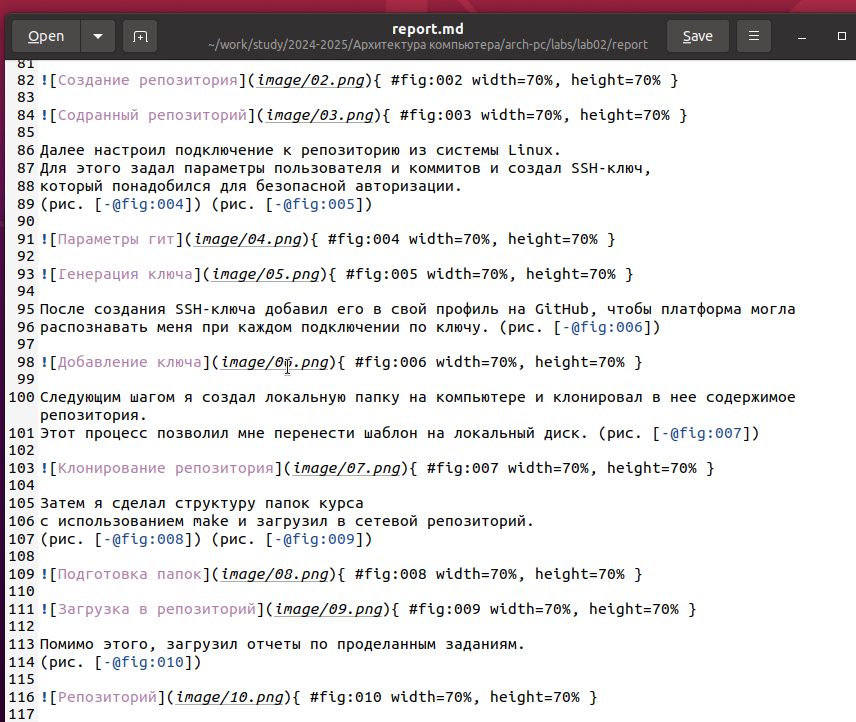 report.md
Open
~/work/study/2024-2025/Архитектура компьютера/arch-pc/labs/lab02/report
Save
81
82 ![Создание репозитория](image/02.png){ #fig:002 width=70%, height=70% }
83
84 ![Содранный репозиторий](image/03.png){ #fig:003 width=70%, height=70% }
85
86 Далее настроил подключение к репозиторию из системы Linux.
87 Для этого задал параметры пользователя и коммитов и создал SSH-ключ,
88 который понадобился для безопасной авторизации.
89 (рис. [-@fig:004]) (рис. [-@fig:005])
90
91 ![Параметры гит](image/04.png){ #fig:004 width=70%, height=70% }
92
93 ![Генерация ключа](image/05.png){ #fig:005 width=70%, height=70% }
94
95 После создания SSH-ключа добавил его в свой профиль на GitHub, чтобы платформа могла
96 распознавать меня при каждом подключении по ключу. (рис. [-@fig:006])
97
98 ![Добавление ключа](image/06.png){ #fig:006 width=70%, height=70% }
99
100 Следующим шагом я создал локальную папку на компьютере и клонировал в нее содержимое
репозитория.
101 Этот процесс позволил мне перенести шаблон на локальный диск. (рис. [-@fig:007])
102
103 ![Клонирование репозитория](image/07.png){ #fig:007 width=70%, height=70% }
104
105 Затем я сделал структуру папок курса
106 с использованием make и загрузил в сетевой репозиторий.
107 (рис. [-@fig:008]) (рис. [-@fig:009])
108
109 ![Подготовка папок](image/08.png){ #fig:008 width=70%, height=70% }
110
111 ![Загрузка в репозиторий](image/09.png){ #fig:009 width=70%, height=70% }
112
113 Помимо этого, загрузил отчеты по проделанным заданиям.
114 (рис. [-@fig:010])
115
116 ![Репозиторий](image/10.png){ #fig:010 width=70%, height=70% }
117